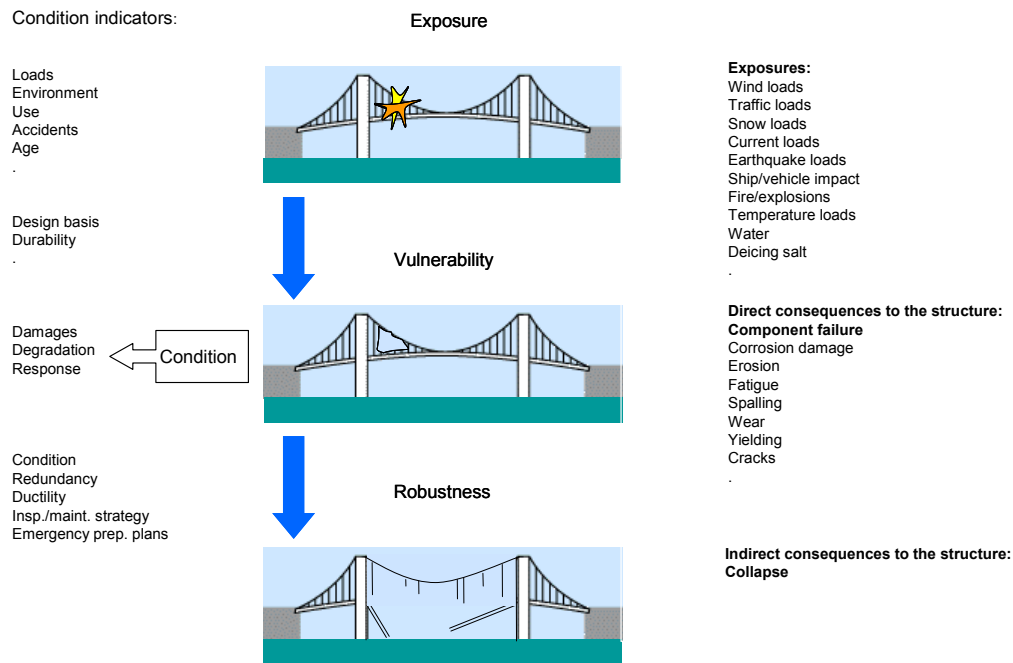 Condition indicators:
Exposure
Loads
Environment
Use
Accidents
Age
.
Exposures:
Wind loads
Traffic loads
Snow loads
Current loads
Earthquake loads
Ship/vehicle impact
Fire/explosions
Temperature loads
Water
Deicing salt
.
Design basis
Durability
.
Vulnerability
Damages
Degradation
Response
Condition
Direct consequences to the structure:
Component failure
Corrosion damage
Erosion
Fatigue
Spalling
Wear
Yielding
Cracks
.
Condition
Redundancy
Ductility
Insp./maint. strategy
Emergency prep. plans
Robustness
Indirect consequences to the structure:
Collapse